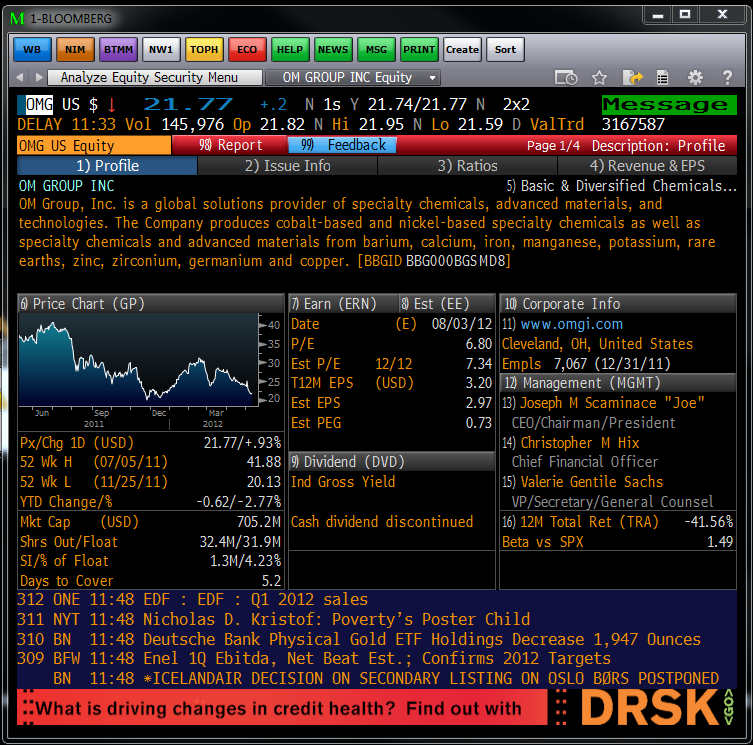 M 1-BLOOMBERG
WB NIM BTMM NW1 TOPH ECO HELP NEWS MSG PRINT Create Sort
Analyze Equity Security Menu OM GROUP INC Equity
OMG US $ ↓ 21.77 +.2 N 1s Y 21.74/21.77 N 2x2 Message
DELAY 11:33 Vol 145,976 Op 21.82 N Hi 21.95 N Lo 21.59 D ValTrd 3167587
OMG US Equity 98) Report 99) Feedback Page 1/4 Description: Profile
1) Profile 2) Issue Info 3) Ratios 4) Revenue & EPS
OM GROUP INC 5) Basic & Diversified Chemicals...
OM Group, Inc. is a global solutions provider of specialty chemicals, advanced materials, and
technologies. The Company produces cobalt-based and nickel-based specialty chemicals as well as
specialty chemicals and advanced materials from barium, calcium, iron, manganese, potassium, rare
earths, zinc, zirconium, germanium and copper. [BBGID BBG000BGSMD8]
6) Price Chart (GP)
40
35
30
25
20
Jun Sep Dec Mar
2011 2012
Px/Chg 1D (USD) 21.77/+.93%
52 Wk H (07/05/11) 41.88
52 Wk L (11/25/11) 20.13
YTD Change/% -0.62/-2.77%
Mkt Cap (USD) 705.2M
Shrs Out/Float 32.4M/31.9M
SI/% of Float 1.3M/4.23%
Days to Cover 5.2
7) Earn (ERN) 8) Est (EE)
Date (E) 08/03/12
P/E 6.80
Est P/E 12/12 7.34
T12M EPS (USD) 3.20
Est EPS 2.97
Est PEG 0.73
9) Dividend (DVD)
Ind Gross Yield
Cash dividend discontinued
10) Corporate Info
11) www.omgi.com
Cleveland, OH, United States
Empls 7,067 (12/31/11)
12) Management (MGMT)
13) Joseph M Scaminace "Joe"
CEO/Chairman/President
14) Christopher M Hix
Chief Financial Officer
15) Valerie Gentile Sachs
VP/Secretary/General Counsel
16) 12M Total Ret (TRA) -41.56%
Beta vs SPX 1.49
312 ONE 11:48 EDF : EDF : Q1 2012 sales
311 NYT 11:48 Nicholas D. Kristof: Poverty's Poster Child
310 BN 11:48 Deutsche Bank Physical Gold ETF Holdings Decrease 1,947 Ounces
309 BFW 11:48 Enel 1Q Ebitda, Net Beat Est.; Confirms 2012 Targets
BN 11:48 *ICELANDAIR DECISION ON SECONDARY LISTING ON OSLO BØRS POSTPONED
What is driving changes in credit health? Find out with DRSK <GO>